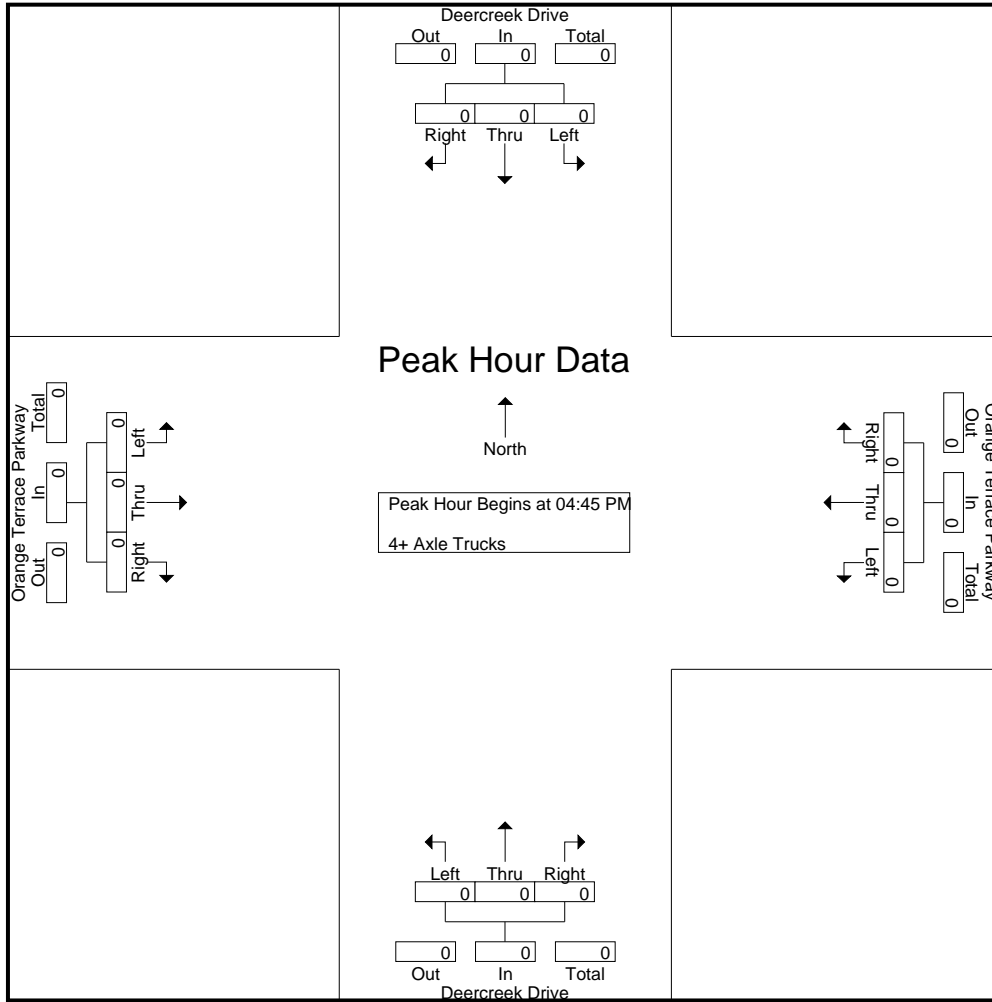 Deercreek Drive
Out In Total
0 0 0
0 0 0
Right Thru Left
Peak Hour Data
North
Peak Hour Begins at 04:45 PM
4+ Axle Trucks
Orange Terrace Parkway
Out In Total
0 0 0
0 0 0
Right Thru Left
Orange Terrace Parkway
Out In Total
0 0 0
0 0 0
Right Thru Left
Left Thru Right
0 0 0
0 0 0
Out In Total
Deercreek Drive